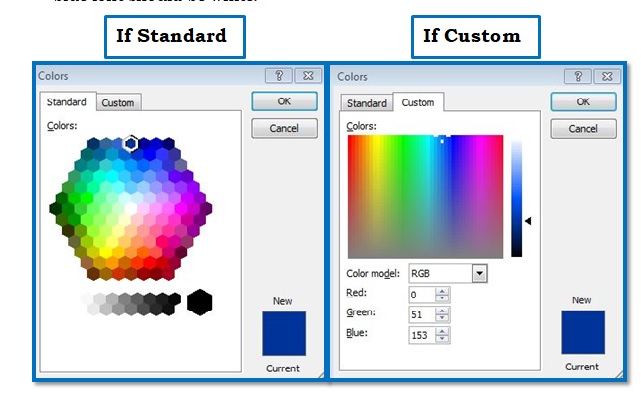 If Standard
If Custom
Colors
Standard
Custom
Colors:
OK
Cancel
New
Current
Colors
Standard
Custom
Colors:
OK
Cancel
Color model: RGB
Red: 0
Green: 51
Blue: 153
New
Current